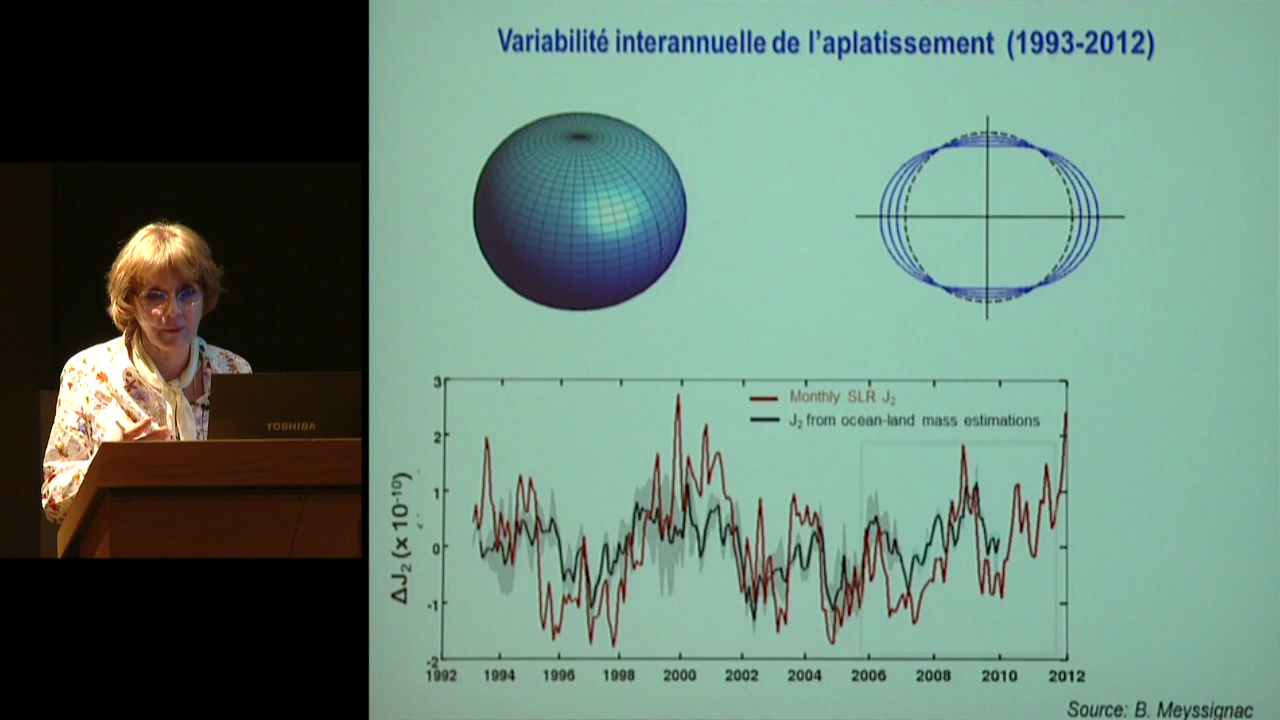 Variabilité interannuelle de l'aplatissement (1993-2012)
Monthly SLR J₂
J₂ from ocean-land mass estimations
ΔJ₂ (x 10⁻¹⁰)
3
2
1
0
-1
-2
1992 1994 1996 1998 2000 2002 2004 2006 2008 2010 2012
Source: B. Meyssignac
TOSHIBA